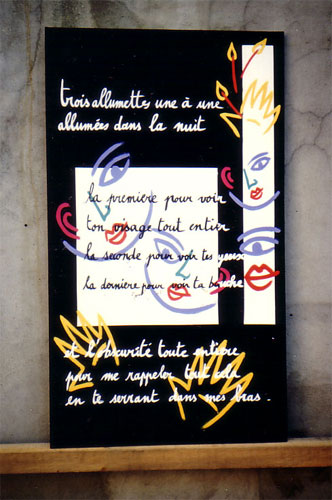 trois allumettes une à une
allumées dans la nuit
la première pour voir
ton visage tout entier
la seconde pour voir tes yeux
la dernière pour voir ta bouche
et l'obscurité toute entière
pour me rappeler tout cela
en te serrant dans mes bras.